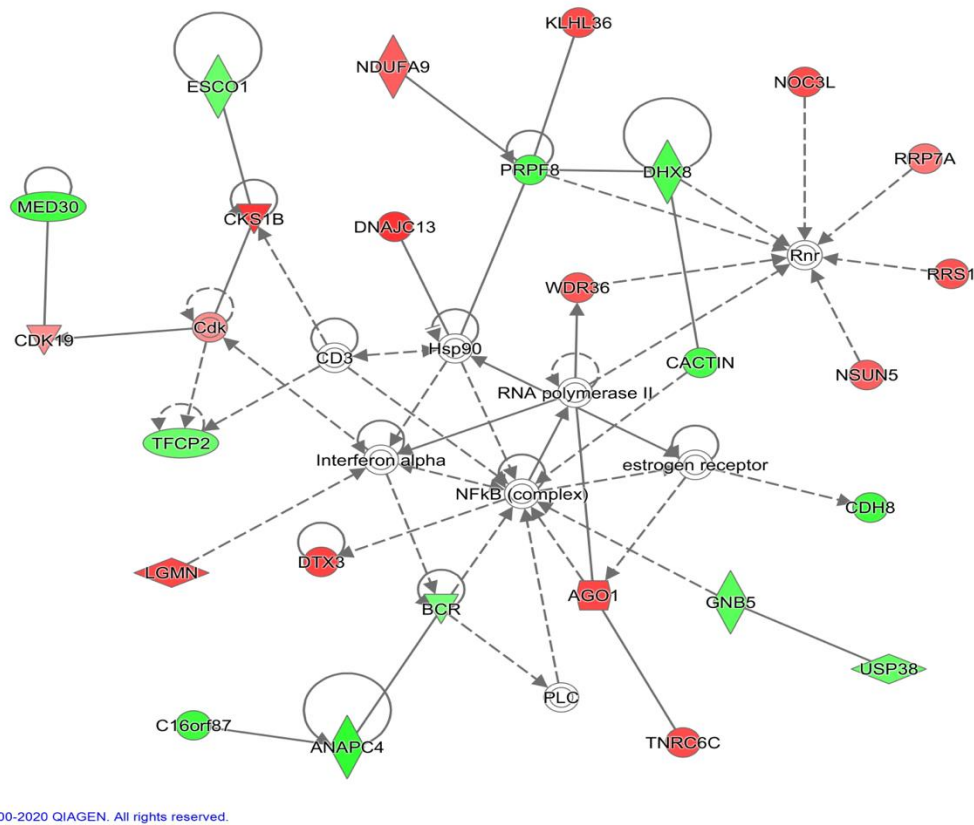 KLHL36
NDUFA9
NOC3L
ESCO1
RRP7A
PRPF8
DHX8
MED30
CKS1B
DNAJC13
Rnr
RRS1
WDR36
Cdk
CDK19
Hsp90
CD3
CACTIN
NSUN5
RNA polymerase II
TFCP2
Interferon alpha
estrogen receptor
NFkB (complex)
CDH8
DTX3
LGMN
AGO1
GNB5
BCR
USP38
PLC
C16orf87
ANAPC4
TNRC6C
00-2020 QIAGEN. All rights reserved.